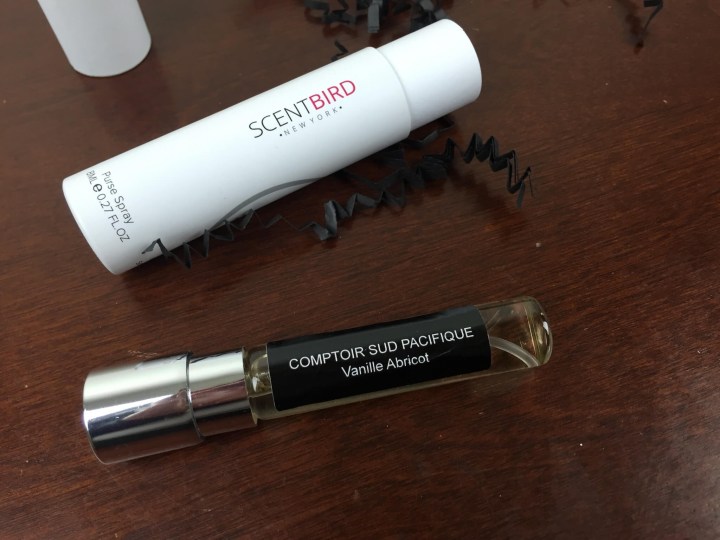 SCENTBIRD
•NEW YORK•
Purse Spray
8ML e 0.27 FL.OZ
COMPTOIR SUD PACIFIQUE
Vanille Abricot